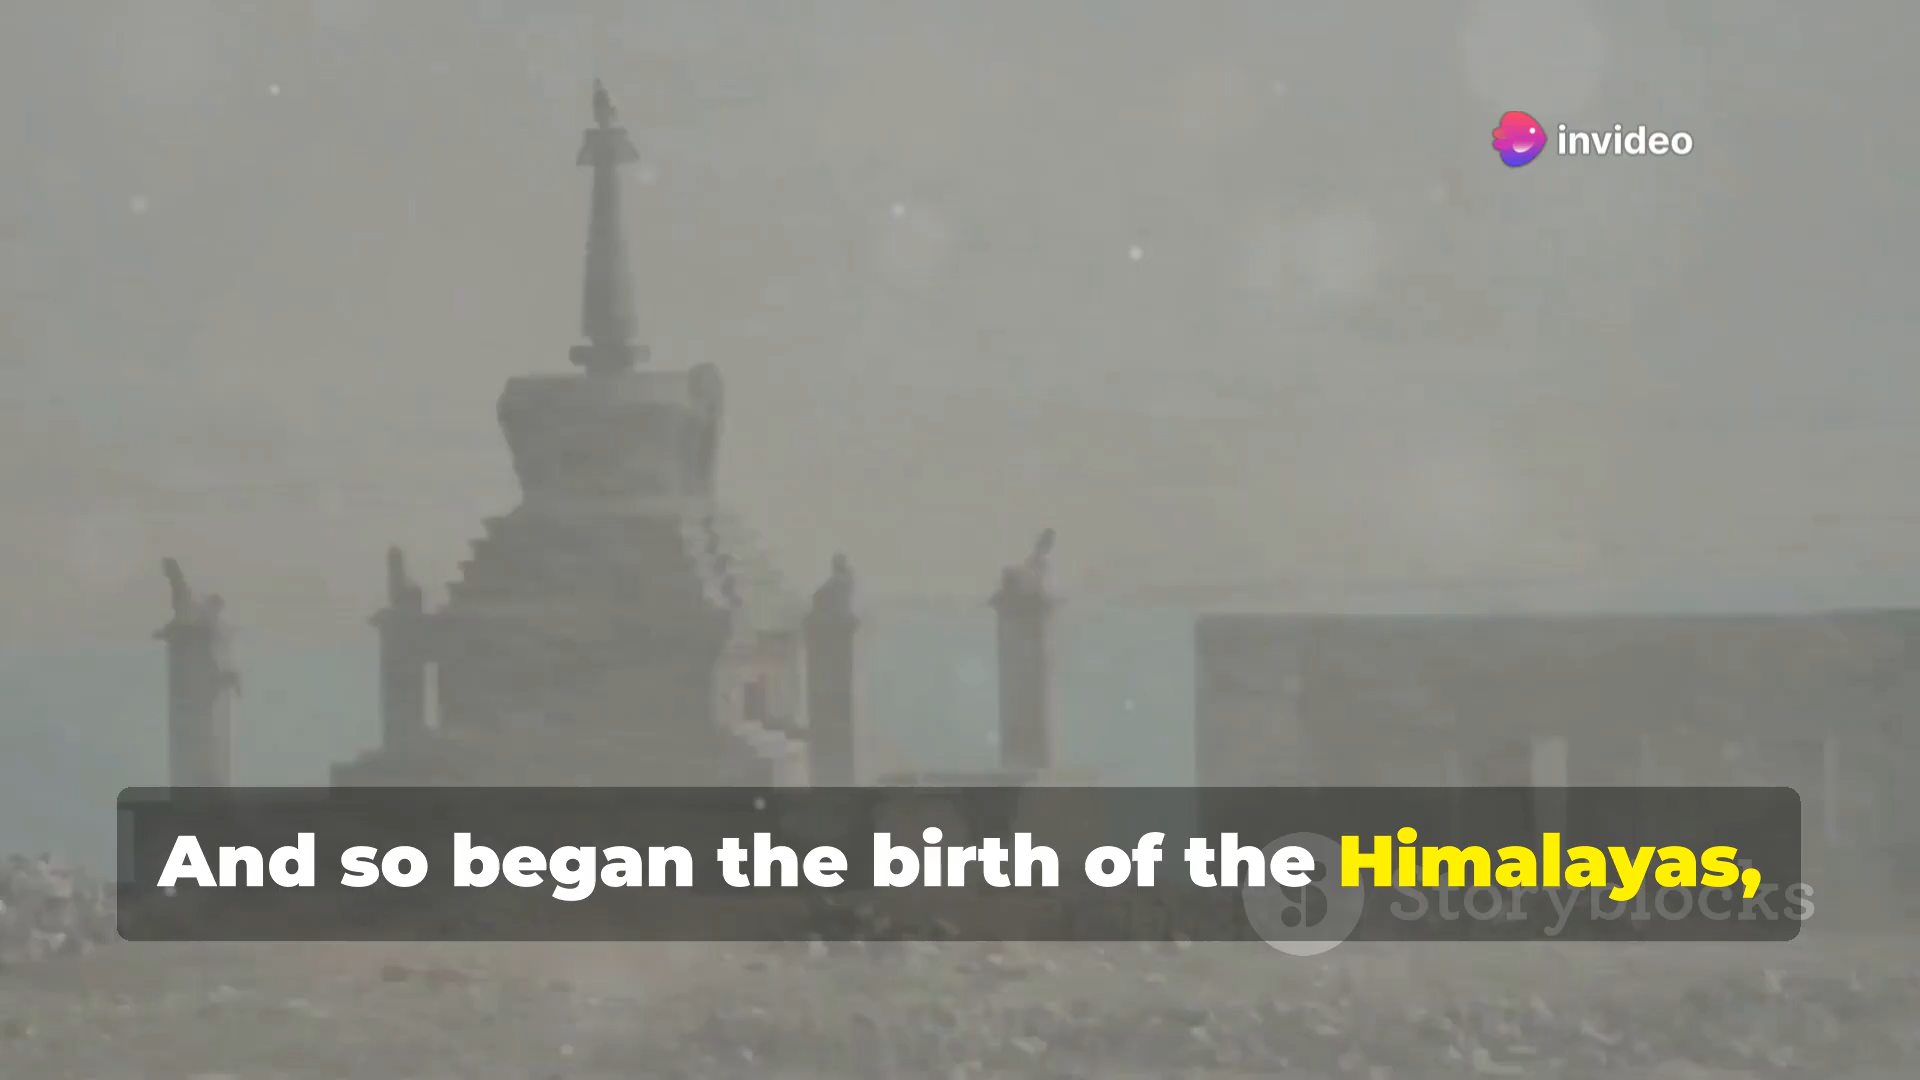 invideo
And so began the birth of the Himalayas,
Storyblocks